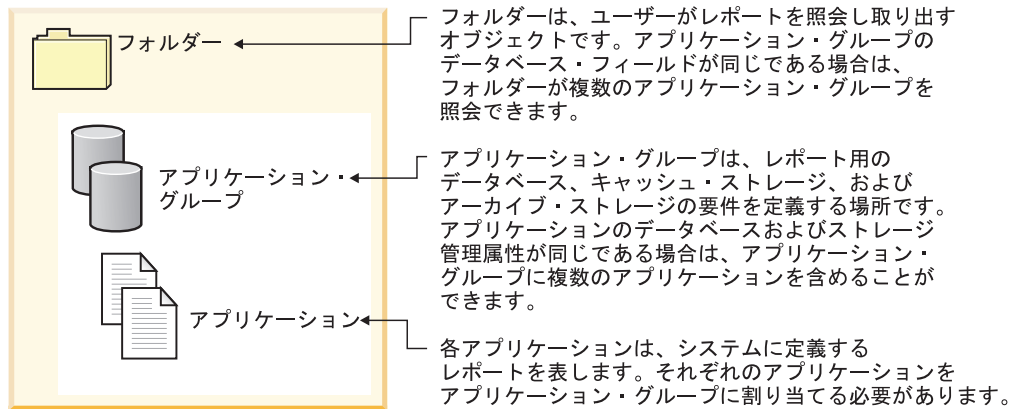 フォルダー
フォルダーは、ユーザーがレポートを照会し取り出す
オブジェクトです。アプリケーション・グループの
データベース・フィールドが同じである場合は、
フォルダーが複数のアプリケーション・グループを
照会できます。
アプリケーション・
グループ
アプリケーション・グループは、レポート用の
データベース、キャッシュ・ストレージ、および
アーカイブ・ストレージの要件を定義する場所です。
アプリケーションのデータベースおよびストレージ
管理属性が同じである場合は、アプリケーション・
グループに複数のアプリケーションを含めることが
できます。
アプリケーション
各アプリケーションは、システムに定義する
レポートを表します。それぞれのアプリケーションを
アプリケーション・グループに割り当てる必要があります。